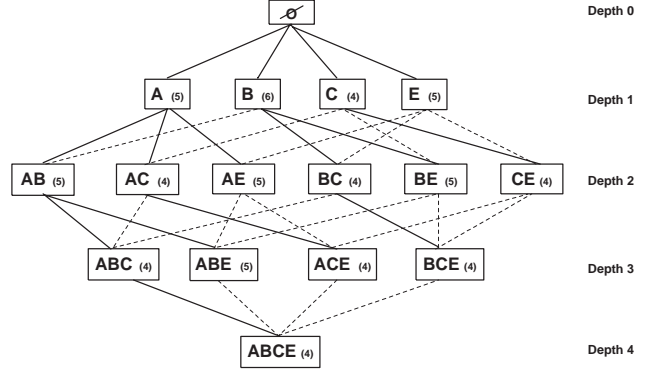 Ø Depth 0
A (5) B (6) C (4) E (5) Depth 1
AB (5) AC (4) AE (5) BC (4) BE (5) CE (4) Depth 2
ABC (4) ABE (5) ACE (4) BCE (4) Depth 3
ABCE (4) Depth 4